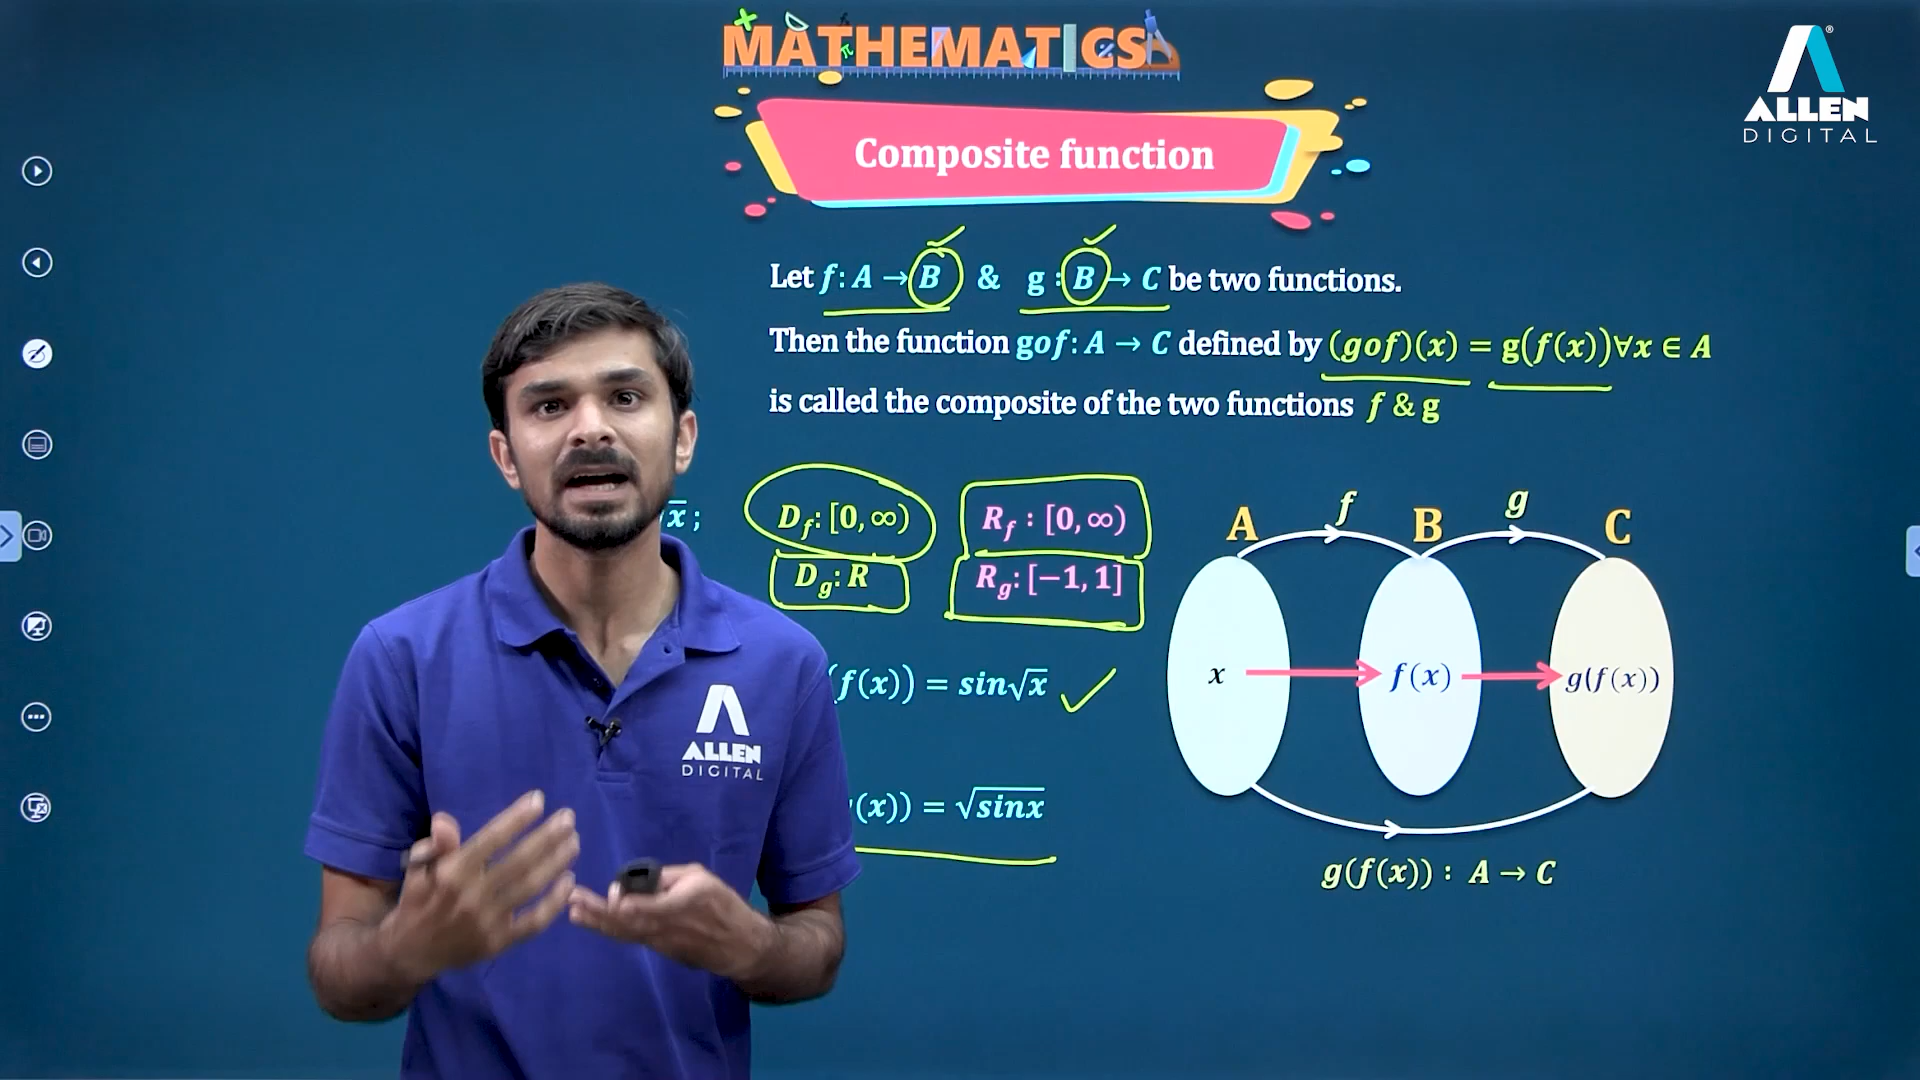 MATHEMATICS
ALLEN
DIGITAL
Composite function
Let f: A → B & g : B → C be two functions.
Then the function gof: A → C defined by (gof)(x) = g(f(x)) ∀x ∈ A
is called the composite of the two functions f & g
√x ; D_f: [0, ∞) R_f : [0, ∞)
D_g: R R_g: [−1, 1]
(f(x)) = sin√x
(x)) = √sinx
A f B g C
x f(x) g(f(x))
g(f(x)) : A → C
ALLEN
DIGITAL